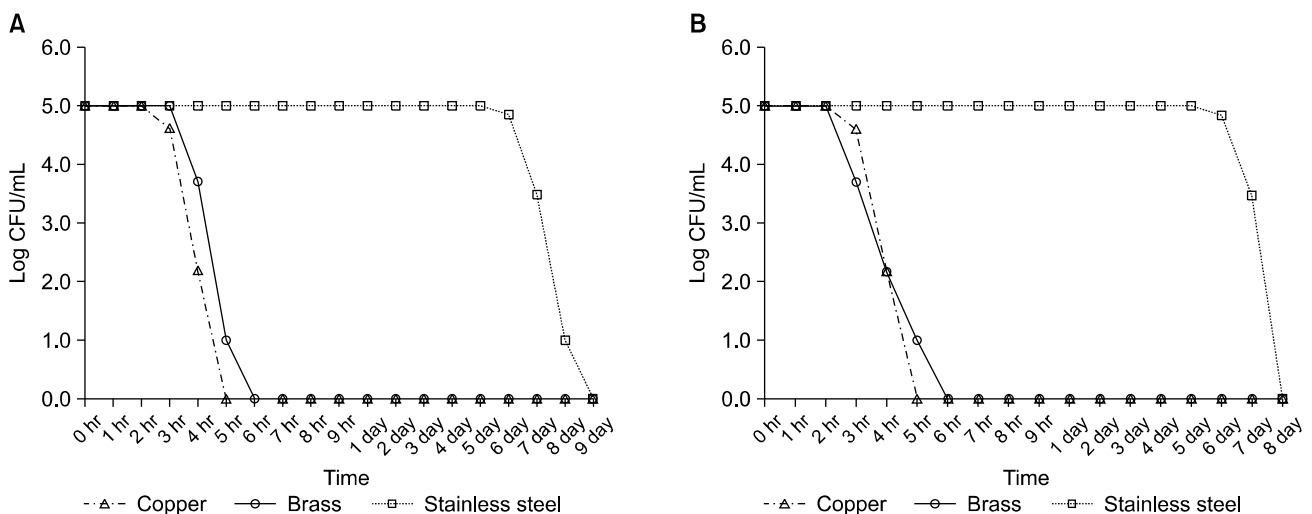 A
6.0
5.0
4.0
3.0
2.0
1.0
0.0
Log CFU/mL
0 hr
1 hr
2 hr
3 hr
4 hr
5 hr
6 hr
7 hr
8 hr
9 hr
1 day
2 day
3 day
4 day
5 day
6 day
7 day
8 day
9 day
Time
Copper Brass Stainless steel
B
6.0
5.0
4.0
3.0
2.0
1.0
0.0
Log CFU/mL
0 hr
1 hr
2 hr
3 hr
4 hr
5 hr
6 hr
7 hr
8 hr
9 hr
1 day
2 day
3 day
4 day
5 day
6 day
7 day
8 day
Time
Copper Brass Stainless steel